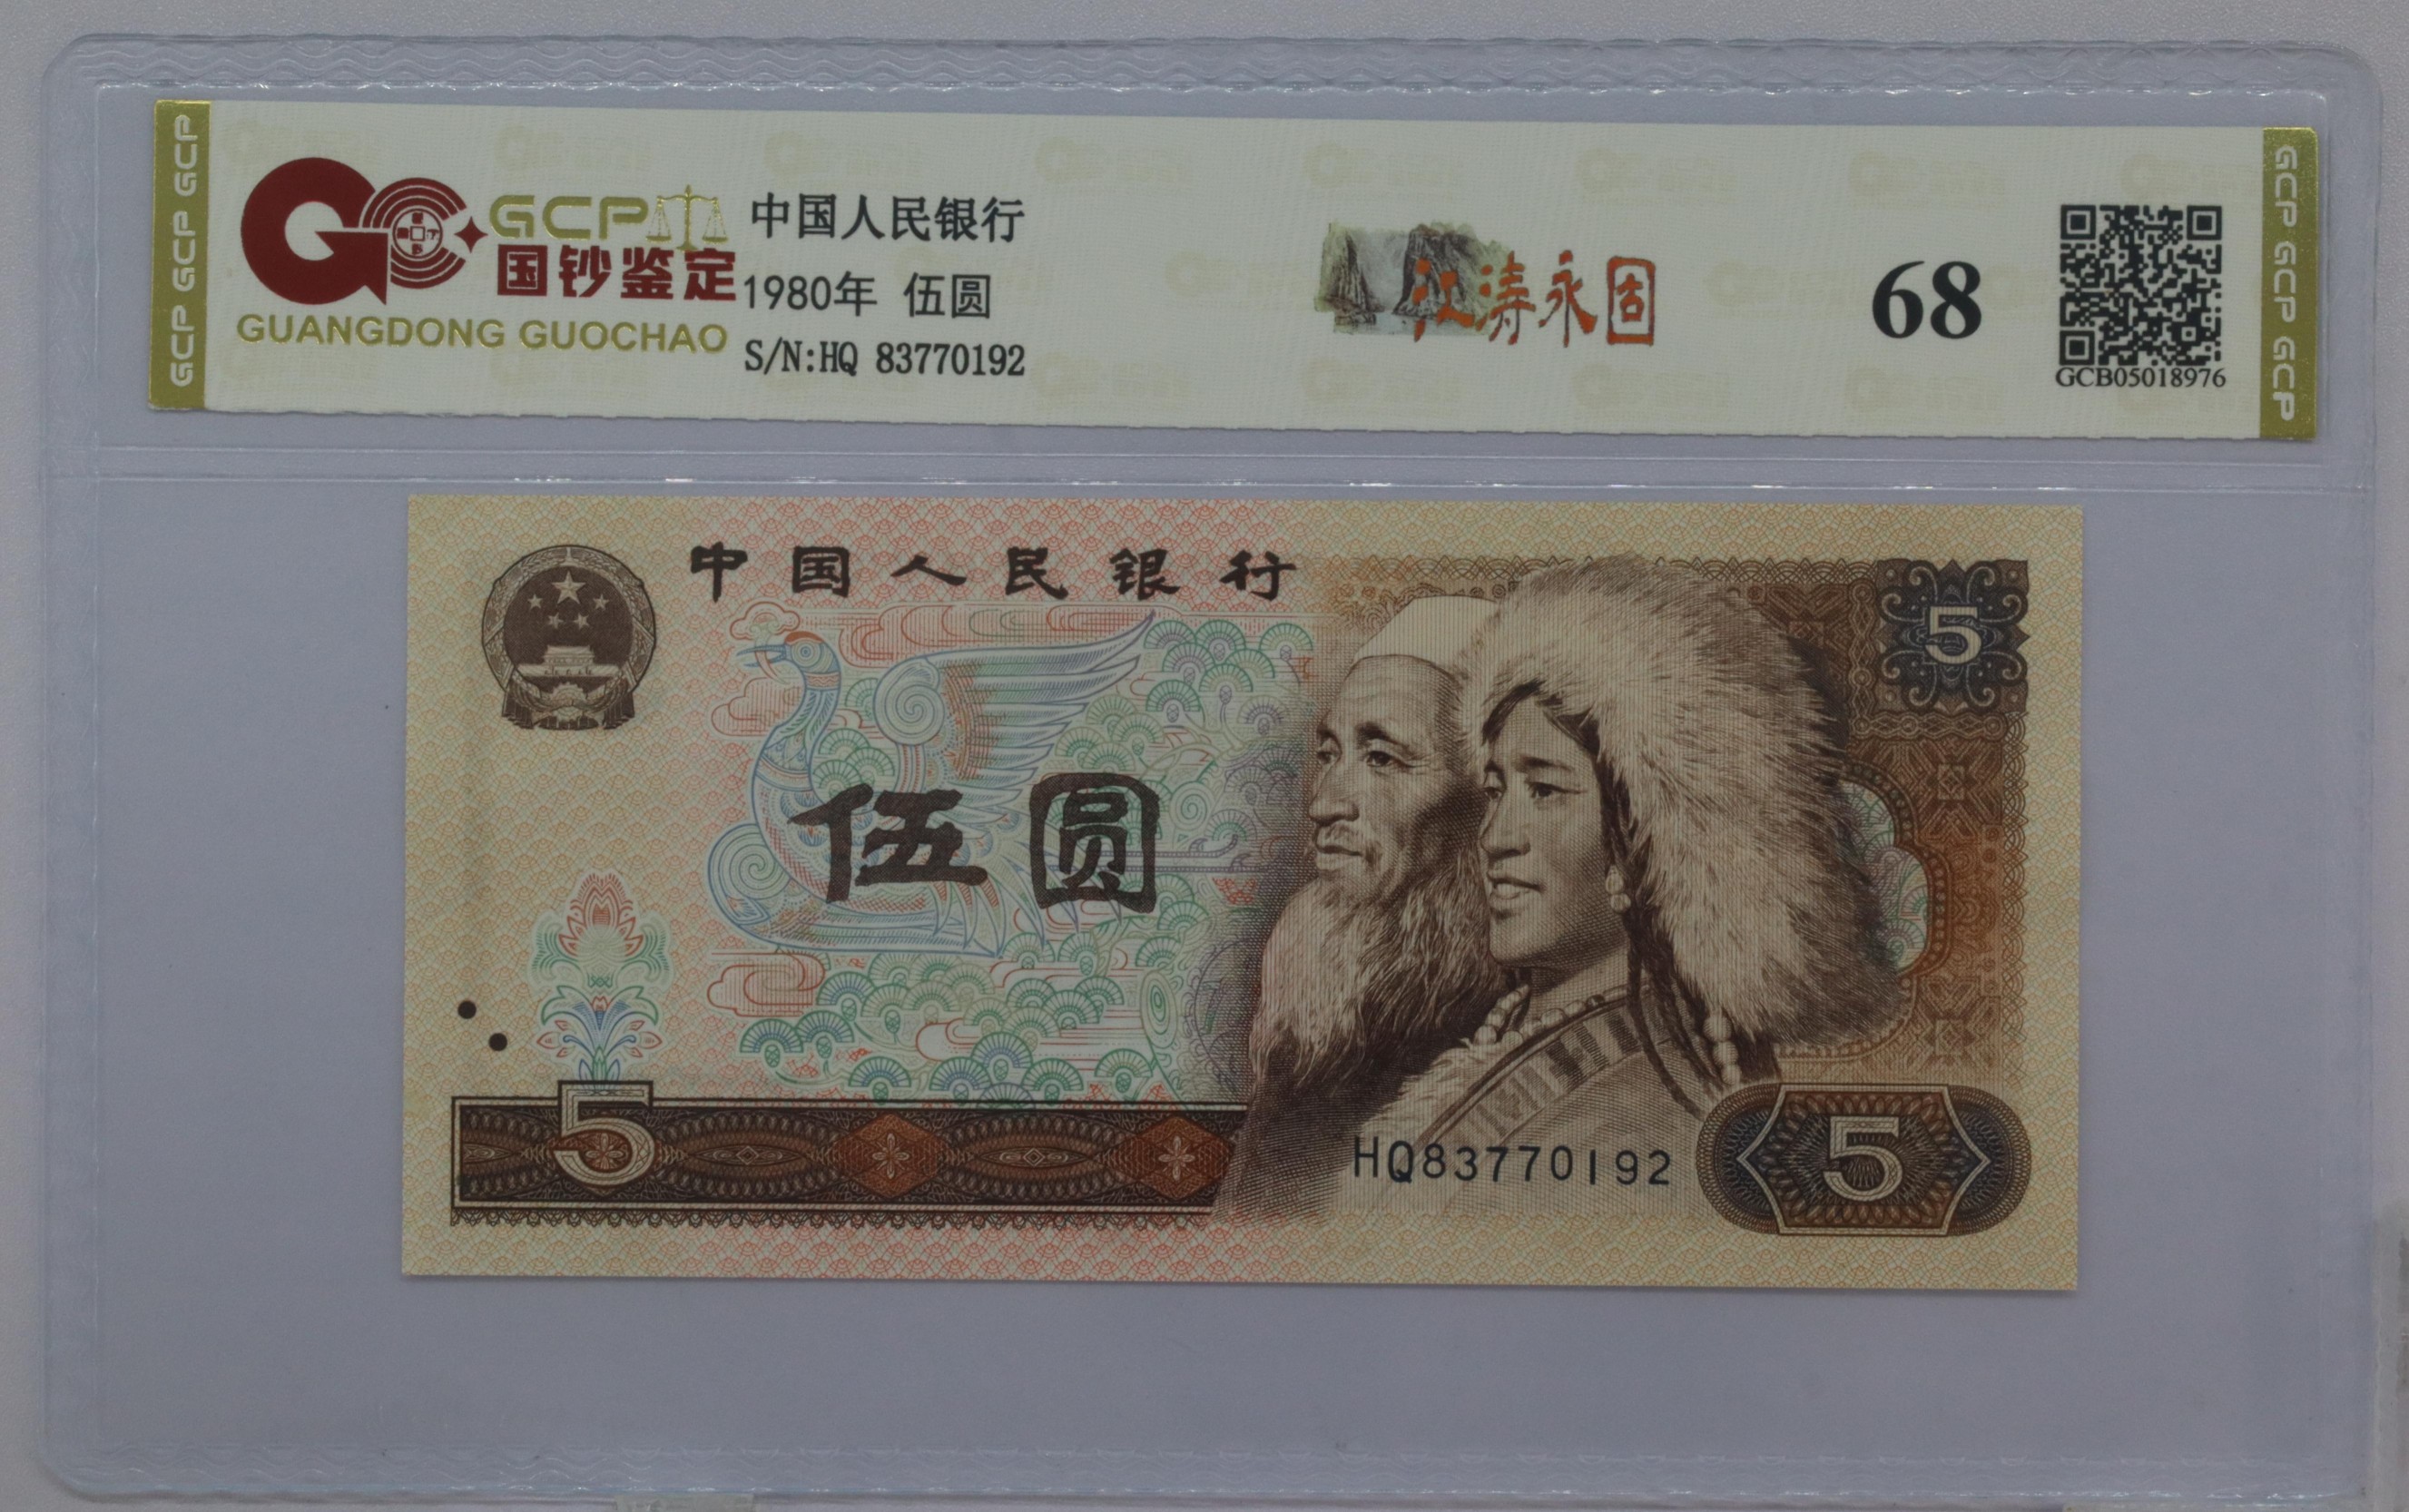 GCP GCP GCP
GCP
国钞鉴定
GUANGDONG GUOCHAO
中国人民银行
1980年 伍圆
S/N:HQ 83770192
江涛永固
68
GCB05018976
GCP GCP GCP
中国人民银行
5
伍圆
5
HQ83770192
5